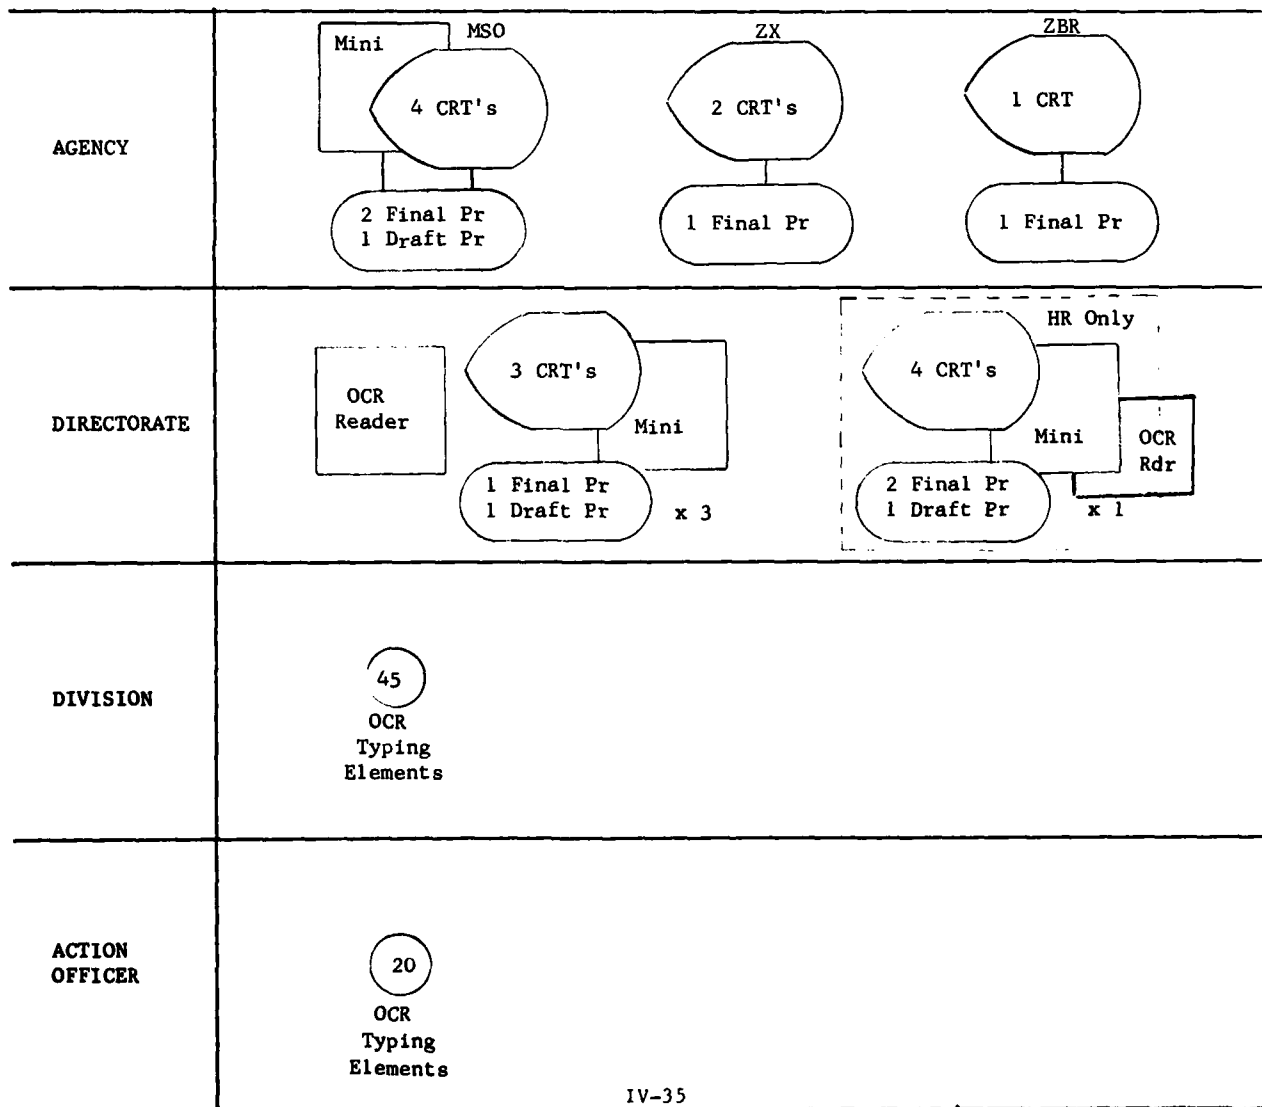 AGENCY
Mini
MSO
4 CRT's
2 Final Pr
1 Draft Pr
ZX
2 CRT's
1 Final Pr
ZBR
1 CRT
1 Final Pr
DIRECTORATE
OCR
Reader
3 CRT's
Mini
1 Final Pr
1 Draft Pr
x 3
HR Only
4 CRT's
Mini
OCR
Rdr
2 Final Pr
1 Draft Pr
x 1
DIVISION
45
OCR
Typing
Elements
ACTION
OFFICER
20
OCR
Typing
Elements
IV-35